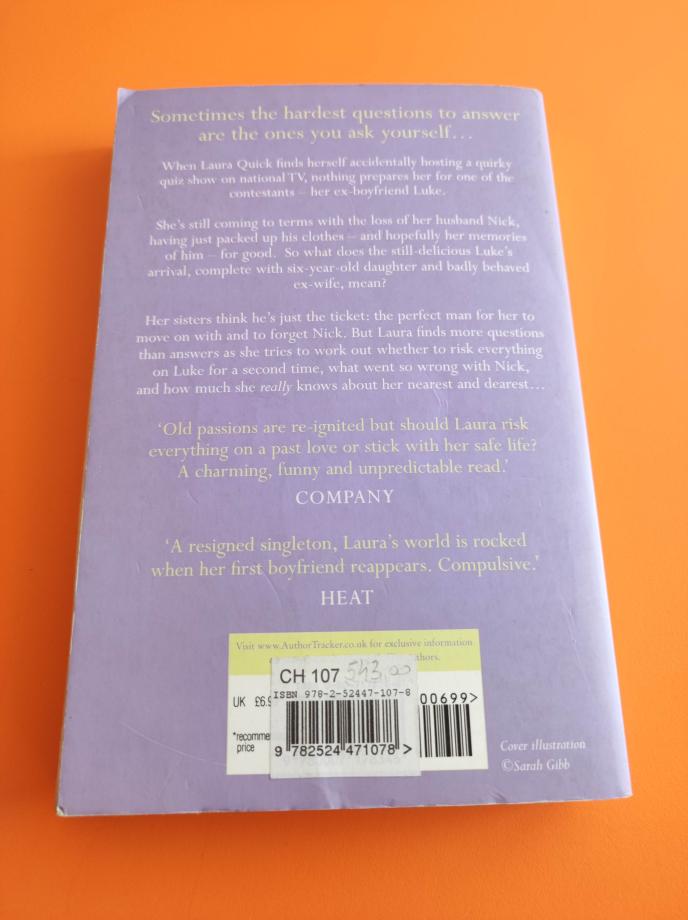 Sometimes the hardest questions to answer
are the ones you ask yourself…
When Laura Quick finds herself accidentally hosting a quirky
quiz show on national TV, nothing prepares her for one of the
contestants – her ex-boyfriend Luke.
She's still coming to terms with the loss of her husband Nick,
having just packed up his clothes – and hopefully her memories
of him – for good. So what does the still-delicious Luke's
arrival, complete with six-year-old daughter and badly behaved
ex-wife, mean?
Her sisters think he's just the ticket: the perfect man for her to
move on with and to forget Nick. But Laura finds more questions
than answers as she tries to work out whether to risk everything
on Luke for a second time, what went so wrong with Nick,
and how much she really knows about her nearest and dearest…
'Old passions are re-ignited but should Laura risk
everything on a past love or stick with her safe life?
A charming, funny and unpredictable read.'
COMPANY
'A resigned singleton, Laura's world is rocked
when her first boyfriend reappears. Compulsive.'
HEAT
Visit www.AuthorTracker.co.uk for exclusive information
CH 107 543,00
ISBN 978-2-52447-107-8
UK £6.9
00699>
*recomme
price
9 782524 471078 >
Cover illustration
©Sarah Gibb